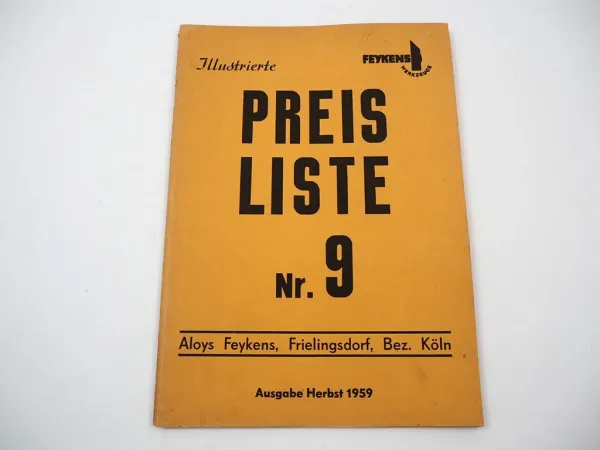 Illustrierte
FEYKENS
WERKZEUGE
PREIS
LISTE
Nr. 9
Aloys Feykens, Frielingsdorf, Bez. Köln
Ausgabe Herbst 1959